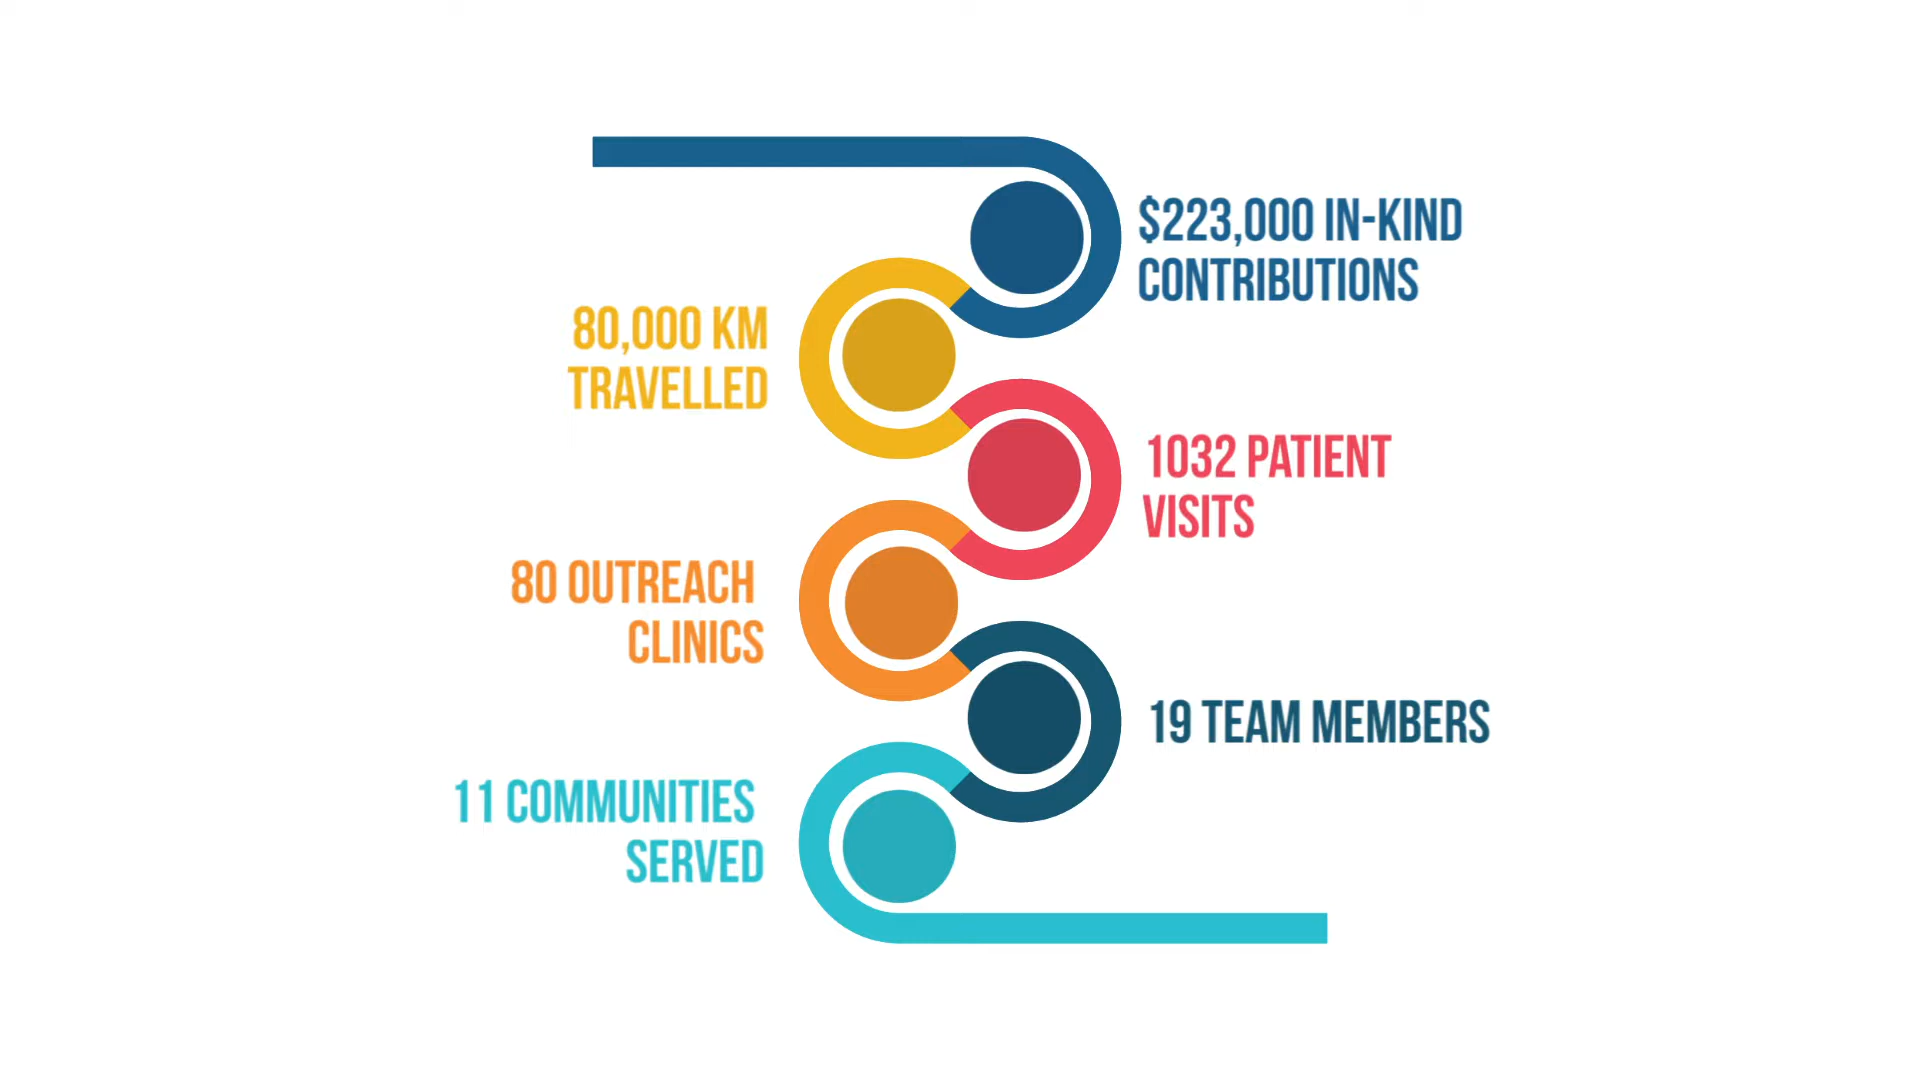 $223,000 IN-KIND
CONTRIBUTIONS
80,000 KM
TRAVELLED
1032 PATIENT
VISITS
80 OUTREACH
CLINICS
19 TEAM MEMBERS
11 COMMUNITIES
SERVED